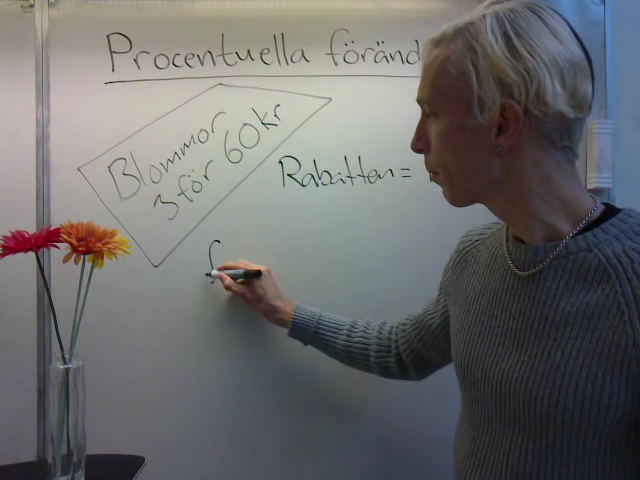 Procentuella föränd
Blommor
3 för 60kr
Rabatten =